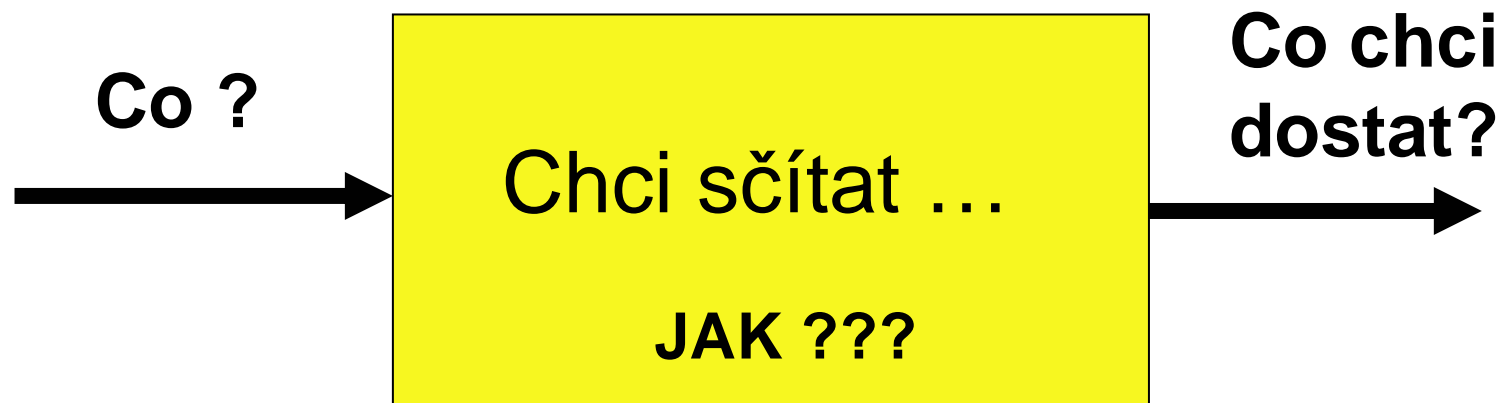 Co ?
Chci sčítat …
JAK ???
Co chci
dostat?